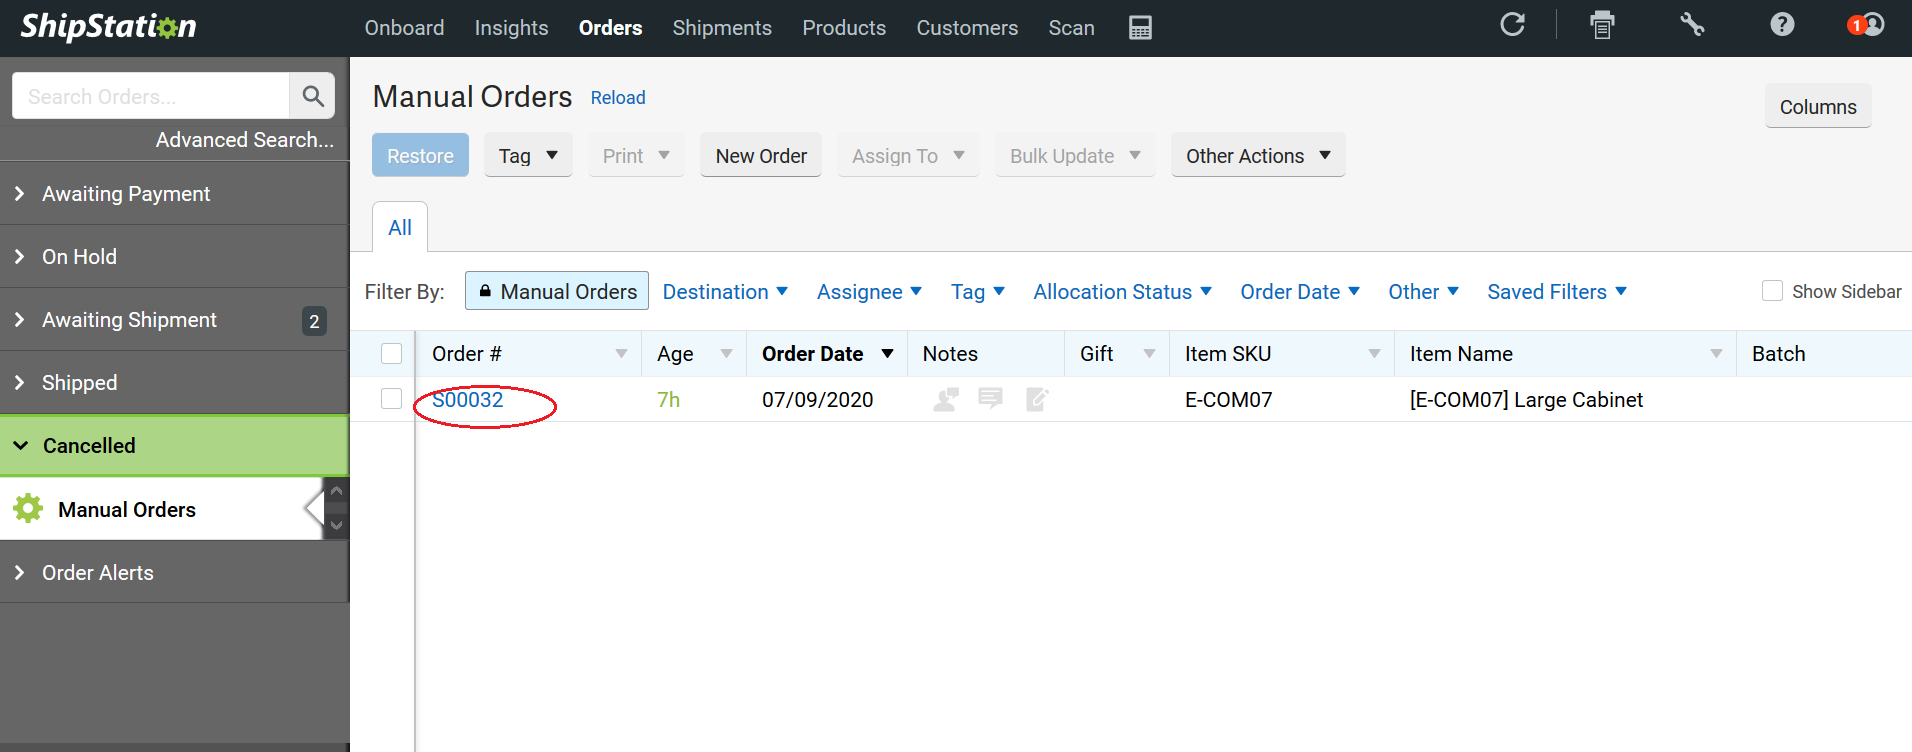 ShipStation
Onboard Insights Orders Shipments Products Customers Scan
1
Search Orders...
Advanced Search...
Awaiting Payment
On Hold
Awaiting Shipment 2
Shipped
Cancelled
Manual Orders
Order Alerts
Manual Orders Reload
Columns
Restore Tag Print New Order Assign To Bulk Update Other Actions
All
Filter By: Manual Orders Destination Assignee Tag Allocation Status Order Date Other Saved Filters Show Sidebar
Order # Age Order Date Notes Gift Item SKU Item Name Batch
S00032 7h 07/09/2020 E-COM07 [E-COM07] Large Cabinet